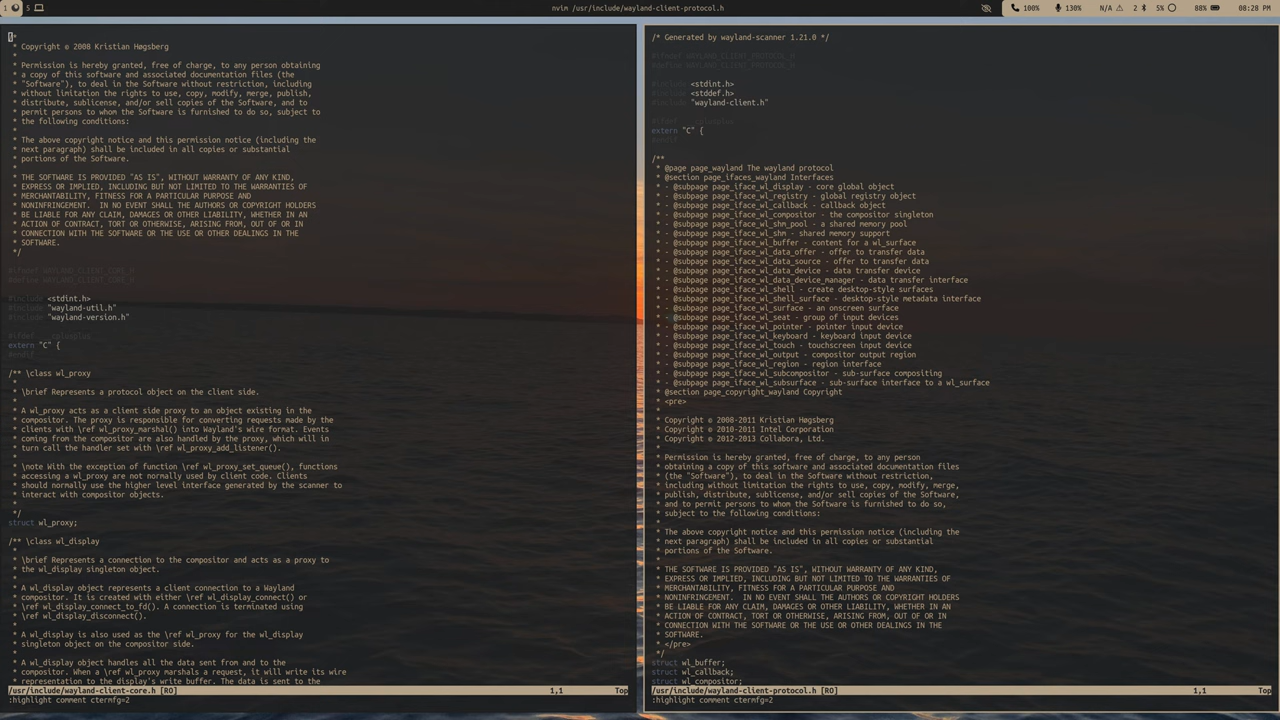 1 5 nvim /usr/include/wayland-client-protocol.h 100% 130% N/A 2 5% 88% 08:28 PM
/*
* Copyright © 2008 Kristian Høgsberg
*
* Permission is hereby granted, free of charge, to any person obtaining
* a copy of this software and associated documentation files (the
* "Software"), to deal in the Software without restriction, including
* without limitation the rights to use, copy, modify, merge, publish,
* distribute, sublicense, and/or sell copies of the Software, and to
* permit persons to whom the Software is furnished to do so, subject to
* the following conditions:
*
* The above copyright notice and this permission notice (including the
* next paragraph) shall be included in all copies or substantial
* portions of the Software.
*
* THE SOFTWARE IS PROVIDED "AS IS", WITHOUT WARRANTY OF ANY KIND,
* EXPRESS OR IMPLIED, INCLUDING BUT NOT LIMITED TO THE WARRANTIES OF
* MERCHANTABILITY, FITNESS FOR A PARTICULAR PURPOSE AND
* NONINFRINGEMENT.  IN NO EVENT SHALL THE AUTHORS OR COPYRIGHT HOLDERS
* BE LIABLE FOR ANY CLAIM, DAMAGES OR OTHER LIABILITY, WHETHER IN AN
* ACTION OF CONTRACT, TORT OR OTHERWISE, ARISING FROM, OUT OF OR IN
* CONNECTION WITH THE SOFTWARE OR THE USE OR OTHER DEALINGS IN THE
* SOFTWARE.
*/
#ifndef WAYLAND_CLIENT_CORE_H
#define WAYLAND_CLIENT_CORE_H
#include <stdint.h>
#include "wayland-util.h"
#include "wayland-version.h"
#ifdef __cplusplus
extern "C" {
#endif
/** \class wl_proxy
*
* \brief Represents a protocol object on the client side.
*
* A wl_proxy acts as a client side proxy to an object existing in the
* compositor. The proxy is responsible for converting requests made by the
* clients with \ref wl_proxy_marshal() into Wayland's wire format. Events
* coming from the compositor are also handled by the proxy, which will in
* turn call the handler set with \ref wl_proxy_add_listener().
*
* \note With the exception of function \ref wl_proxy_set_queue(), functions
* accessing a wl_proxy are not normally used by client code. Clients
* should normally use the higher level interface generated by the scanner to
* interact with compositor objects.
*
*/
struct wl_proxy;
/** \class wl_display
*
* \brief Represents a connection to the compositor and acts as a proxy to
* the wl_display singleton object.
*
* A wl_display object represents a client connection to a Wayland
* compositor. It is created with either \ref wl_display_connect() or
* \ref wl_display_connect_to_fd(). A connection is terminated using
* \ref wl_display_disconnect().
*
* A wl_display is also used as the \ref wl_proxy for the wl_display
* singleton object on the compositor side.
*
* A wl_display object handles all the data sent from and to the
* compositor. When a \ref wl_proxy marshals a request, it will write its wire
* representation to the display's write buffer. The data is sent to the
/usr/include/wayland-client-core.h [RO] 1,1 Top
:highlight comment ctermfg=2
/* Generated by wayland-scanner 1.21.0 */
#ifndef WAYLAND_CLIENT_PROTOCOL_H
#define WAYLAND_CLIENT_PROTOCOL_H
#include <stdint.h>
#include <stddef.h>
#include "wayland-client.h"
#ifdef  __cplusplus
extern "C" {
#endif
/**
* @page page_wayland The wayland protocol
* @section page_ifaces_wayland Interfaces
* - @subpage page_iface_wl_display - core global object
* - @subpage page_iface_wl_registry - global registry object
* - @subpage page_iface_wl_callback - callback object
* - @subpage page_iface_wl_compositor - the compositor singleton
* - @subpage page_iface_wl_shm_pool - a shared memory pool
* - @subpage page_iface_wl_shm - shared memory support
* - @subpage page_iface_wl_buffer - content for a wl_surface
* - @subpage page_iface_wl_data_offer - offer to transfer data
* - @subpage page_iface_wl_data_source - offer to transfer data
* - @subpage page_iface_wl_data_device - data transfer device
* - @subpage page_iface_wl_data_device_manager - data transfer interface
* - @subpage page_iface_wl_shell - create desktop-style surfaces
* - @subpage page_iface_wl_shell_surface - desktop-style metadata interface
* - @subpage page_iface_wl_surface - an onscreen surface
* - @subpage page_iface_wl_seat - group of input devices
* - @subpage page_iface_wl_pointer - pointer input device
* - @subpage page_iface_wl_keyboard - keyboard input device
* - @subpage page_iface_wl_touch - touchscreen input device
* - @subpage page_iface_wl_output - compositor output region
* - @subpage page_iface_wl_region - region interface
* - @subpage page_iface_wl_subcompositor - sub-surface compositing
* - @subpage page_iface_wl_subsurface - sub-surface interface to a wl_surface
* @section page_copyright_wayland Copyright
* <pre>
*
* Copyright © 2008-2011 Kristian Høgsberg
* Copyright © 2010-2011 Intel Corporation
* Copyright © 2012-2013 Collabora, Ltd.
*
* Permission is hereby granted, free of charge, to any person
* obtaining a copy of this software and associated documentation files
* (the "Software"), to deal in the Software without restriction,
* including without limitation the rights to use, copy, modify, merge,
* publish, distribute, sublicense, and/or sell copies of the Software,
* and to permit persons to whom the Software is furnished to do so,
* subject to the following conditions:
*
* The above copyright notice and this permission notice (including the
* next paragraph) shall be included in all copies or substantial
* portions of the Software.
*
* THE SOFTWARE IS PROVIDED "AS IS", WITHOUT WARRANTY OF ANY KIND,
* EXPRESS OR IMPLIED, INCLUDING BUT NOT LIMITED TO THE WARRANTIES OF
* MERCHANTABILITY, FITNESS FOR A PARTICULAR PURPOSE AND
* NONINFRINGEMENT.  IN NO EVENT SHALL THE AUTHORS OR COPYRIGHT HOLDERS
* BE LIABLE FOR ANY CLAIM, DAMAGES OR OTHER LIABILITY, WHETHER IN AN
* ACTION OF CONTRACT, TORT OR OTHERWISE, ARISING FROM, OUT OF OR IN
* CONNECTION WITH THE SOFTWARE OR THE USE OR OTHER DEALINGS IN THE
* SOFTWARE.
* </pre>
*/
struct wl_buffer;
struct wl_callback;
struct wl_compositor;
/usr/include/wayland-client-protocol.h [RO] 1,1 Top
:highlight comment ctermfg=2